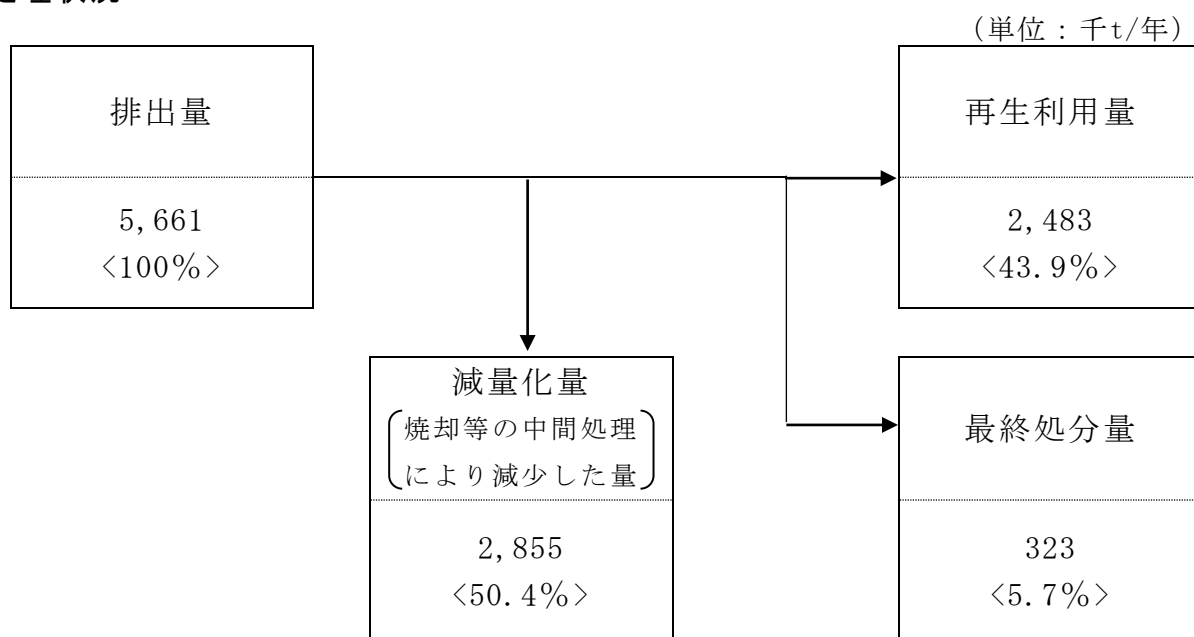 (単位：千t/年)
排出量
5,661
<100%>
再生利用量
2,483
<43.9%>
減量化量
焼却等の中間処理
により減少した量
2,855
<50.4%>
最終処分量
323
<5.7%>